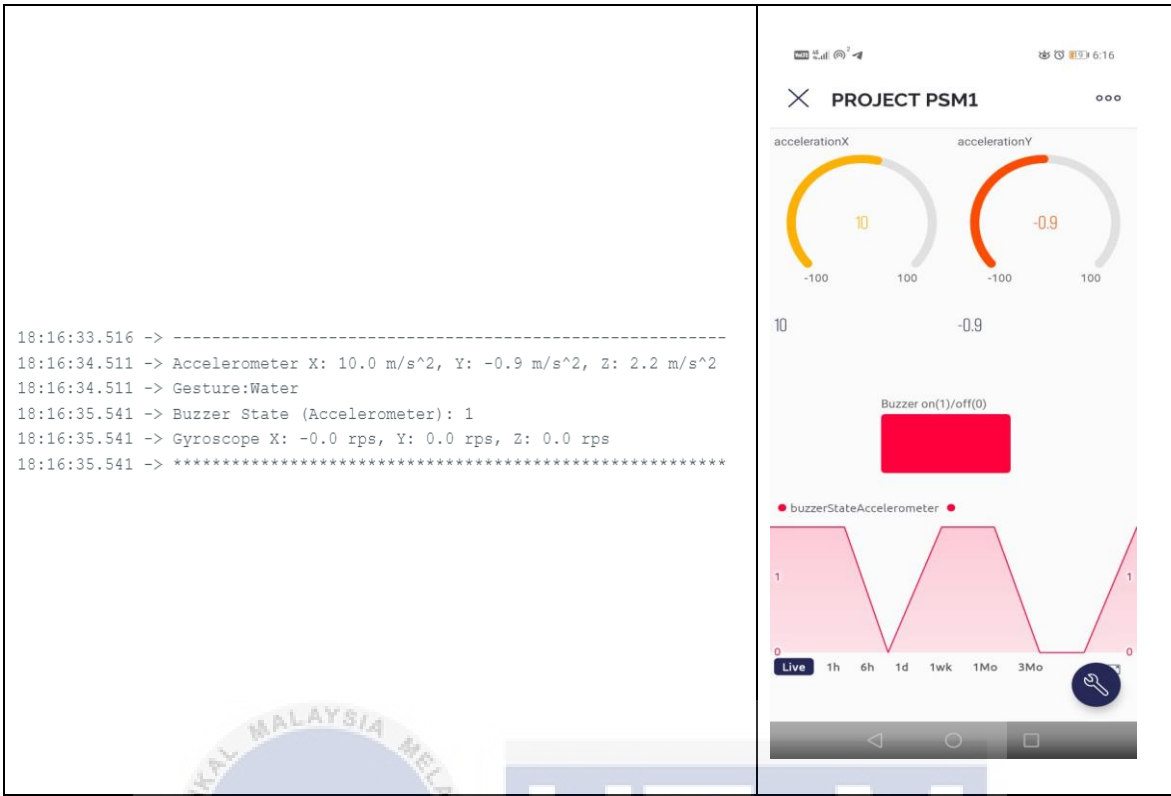 18:16:33.516 -> ---------------------------------------------------------
18:16:34.511 -> Accelerometer X: 10.0 m/s^2, Y: -0.9 m/s^2, Z: 2.2 m/s^2
18:16:34.511 -> Gesture:Water
18:16:35.541 -> Buzzer State (Accelerometer): 1
18:16:35.541 -> Gyroscope X: -0.0 rps, Y: 0.0 rps, Z: 0.0 rps
18:16:35.541 -> *********************************************************
6:16
PROJECT PSM1
accelerationX accelerationY
10 -0.9
-100 100 -100 100
10 -0.9
Buzzer on(1)/off(0)
buzzerStateAccelerometer
1 1
0 0
Live 1h 6h 1d 1wk 1Mo 3Mo
MALAYSIA